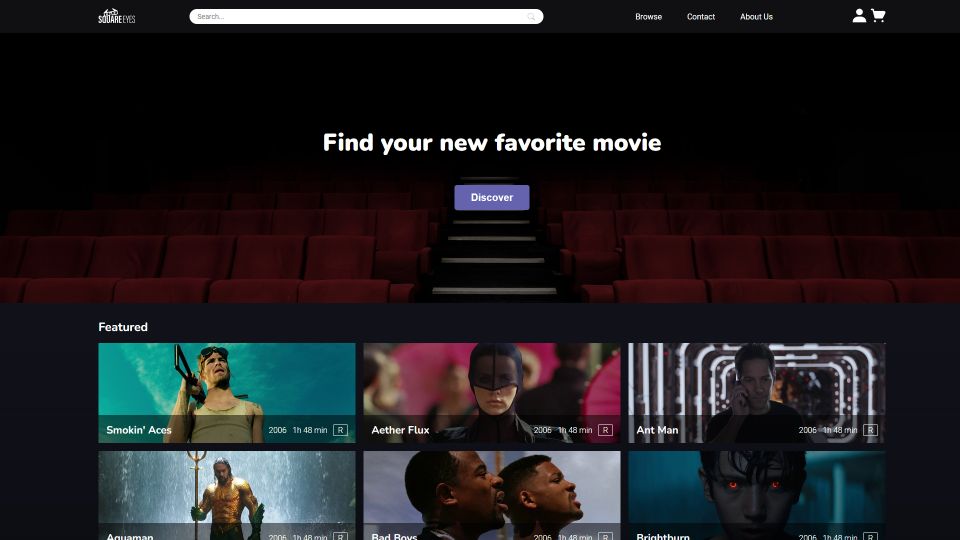 SQUARE EYES
Search...
Browse
Contact
About Us
Find your new favorite movie
Discover
Featured
Smokin' Aces
2006 1h 48 min R
Aether Flux
2006 1h 48 min R
Ant Man
2006 1h 48 min R
Aquaman
2006 1h 48 min R
Bad Boys
2006 1h 48 min R
Brightburn
2006 1h 48 min R